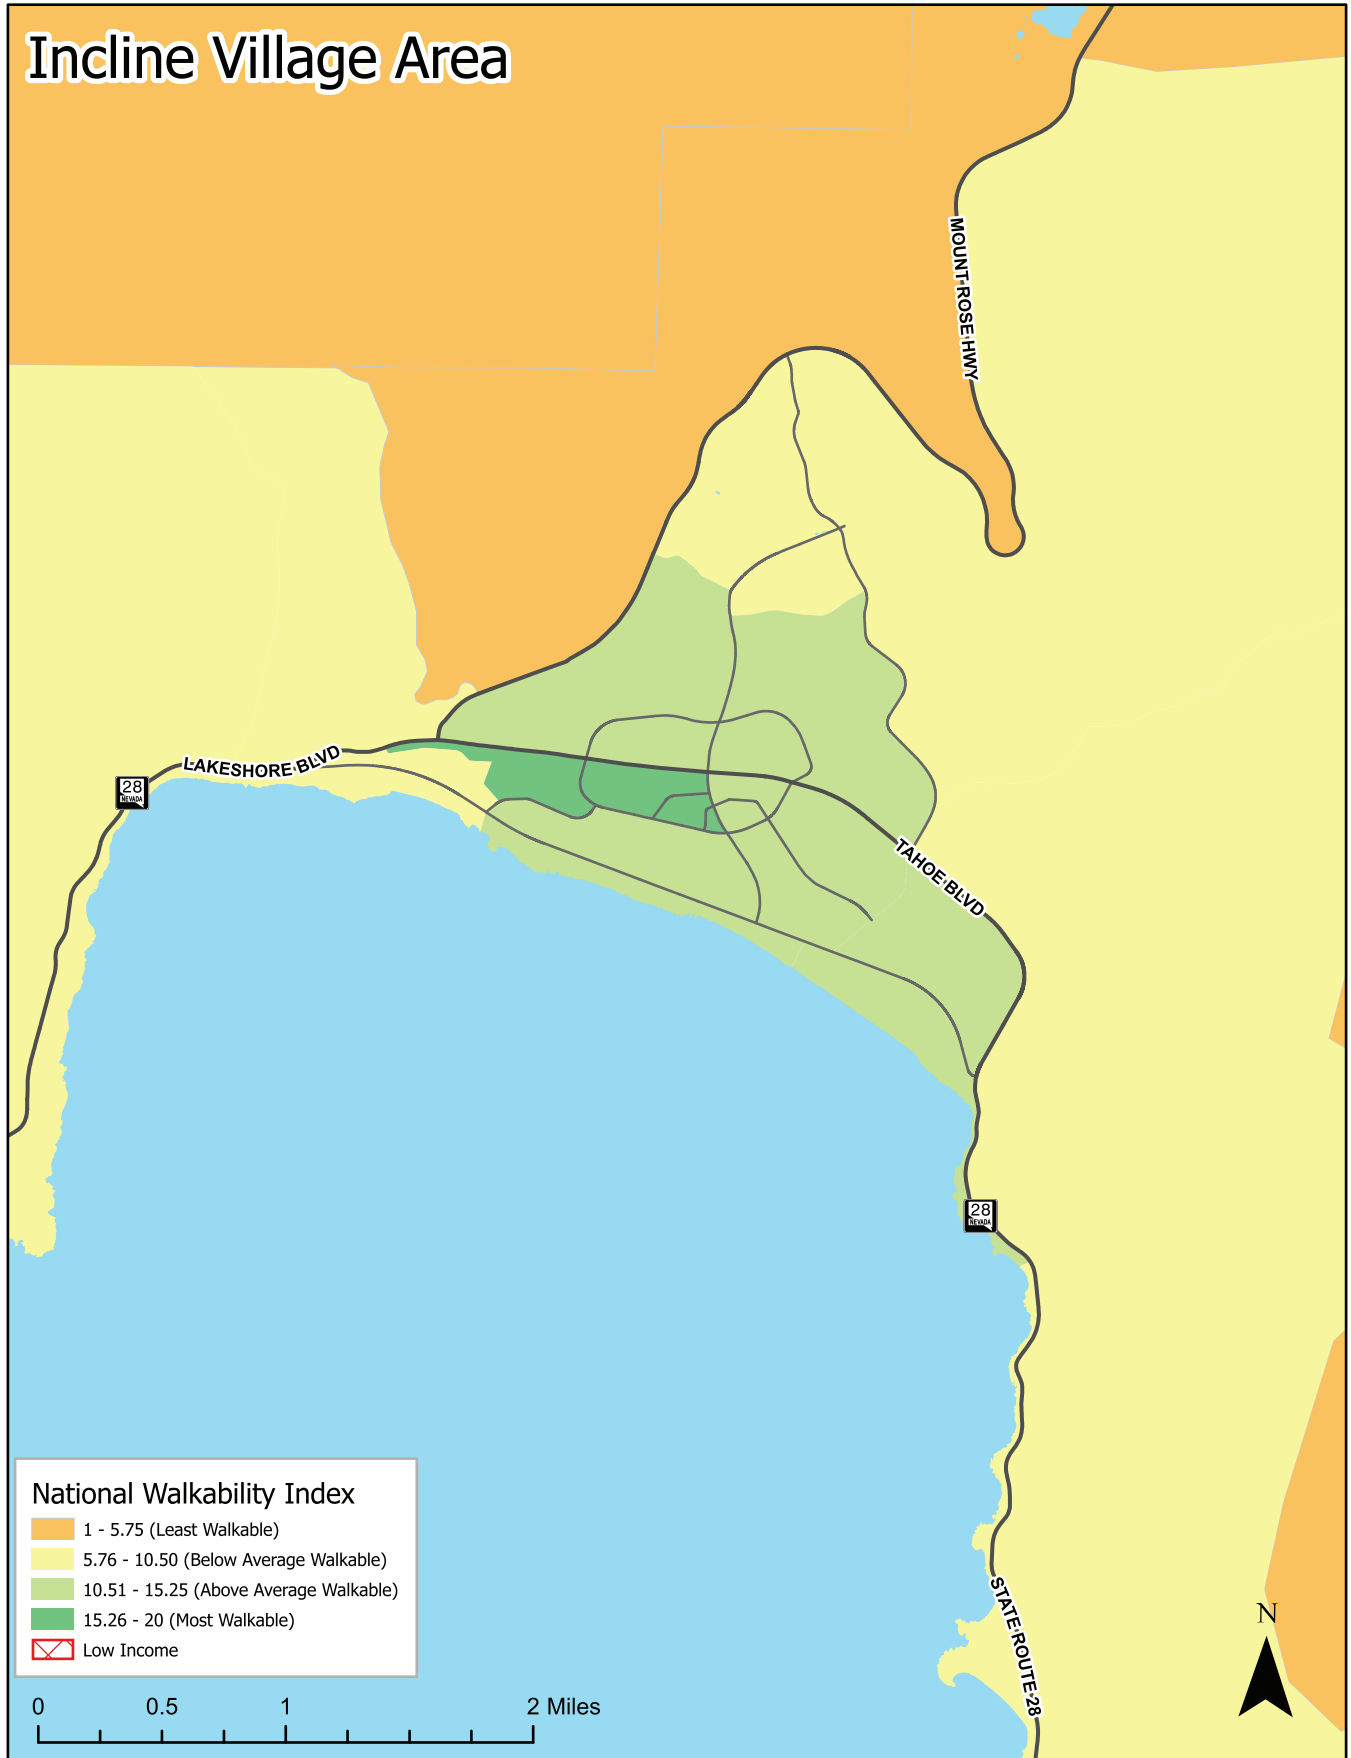 Incline Village Area
MOUNT ROSE HWY
LAKESHORE BLVD
28
NEVADA
TAHOE BLVD
28
NEVADA
STATE ROUTE 28
National Walkability Index
1 - 5.75 (Least Walkable)
5.76 - 10.50 (Below Average Walkable)
10.51 - 15.25 (Above Average Walkable)
15.26 - 20 (Most Walkable)
Low Income
N
0 0.5 1 2 Miles